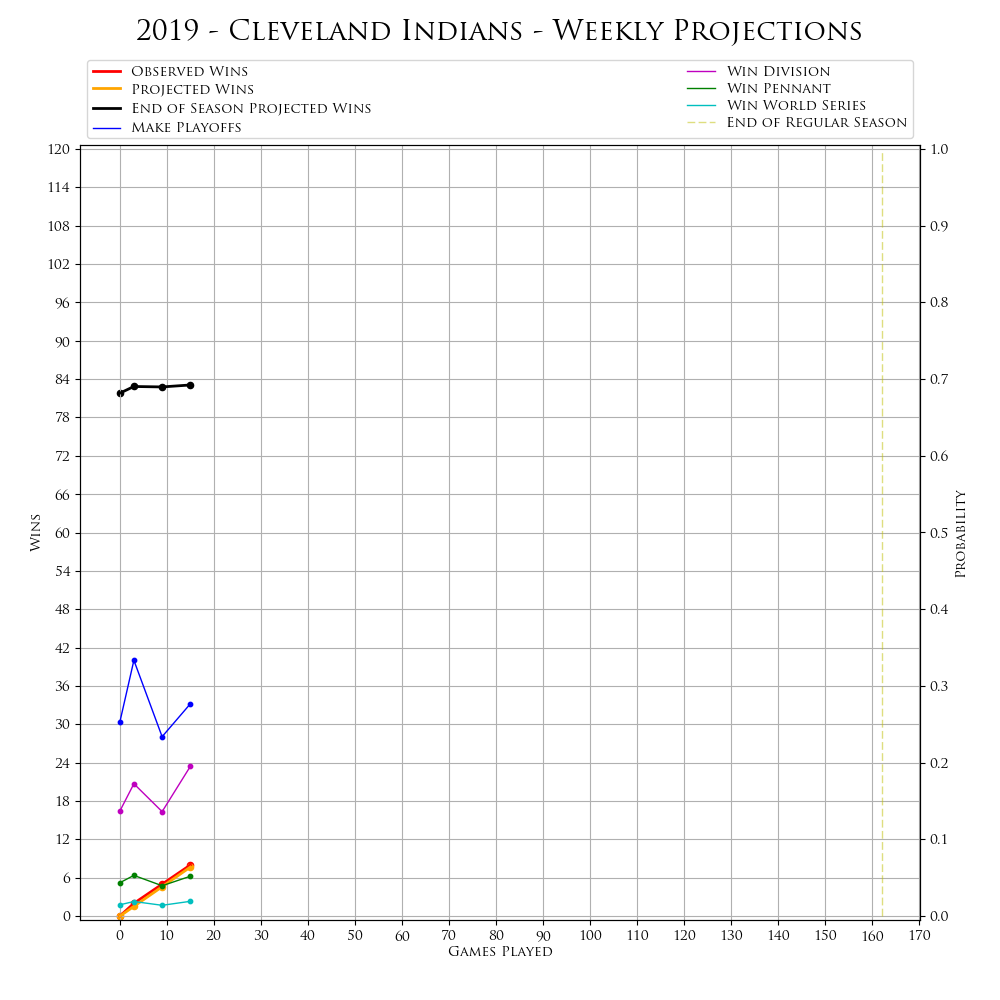 2019 - Cleveland Indians - Weekly Projections
Observed Wins
Projected Wins
End of Season Projected Wins
Make Playoffs
Win Division
Win Pennant
Win World Series
End of Regular Season
120
114
108
102
96
90
84
78
72
66
60
54
48
42
36
30
24
18
12
6
0
Wins
1.0
0.9
0.8
0.7
0.6
0.5
0.4
0.3
0.2
0.1
0.0
Probability
0 10 20 30 40 50 60 70 80 90 100 110 120 130 140 150 160 170
Games Played